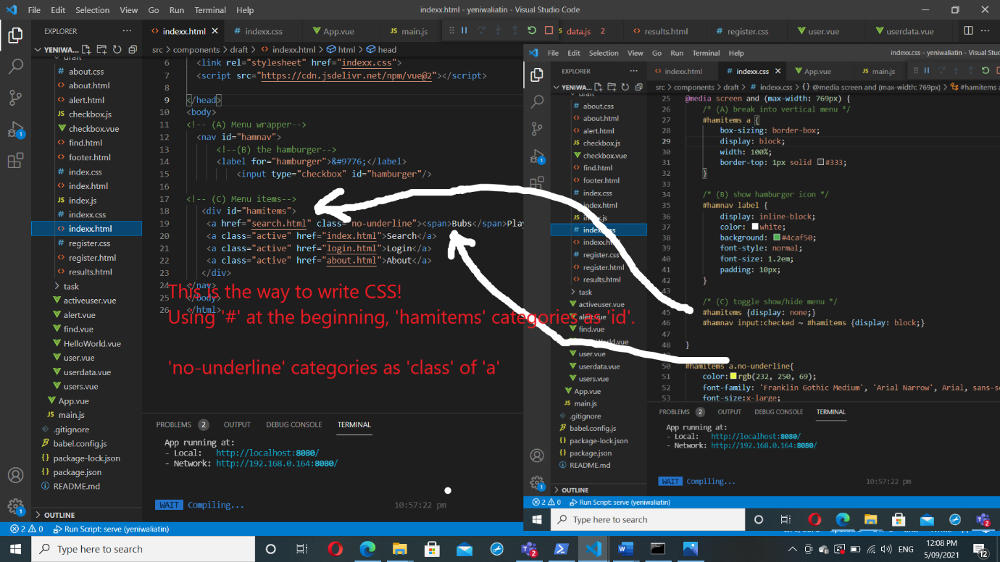 File Edit Selection View Go Run Terminal Help
indexx.html - yeniwaliatin - Visual Studio Code
EXPLORER
indexx.html
indexx.css
App.vue
main.js
data.js 2
results.html
register.css
user.vue
userdata.vue
YENIWA...
src > components > draft > indexx.html > html > head
draft
about.css
about.html
alert.html
checkbox.js
checkbox.vue
find.html
footer.html
index.css
index.html
index.js
indexx.css
indexx.html
register.css
register.html
results.html
task
activeuser.vue
alert.vue
find.vue
HelloWorld.vue
user.vue
userdata.vue
users.vue
App.vue
main.js
.gitignore
babel.config.js
package-lock.json
package.json
README.md
OUTLINE
6 <link rel="stylesheet" href="indexx.css">
7 <script src="https://cdn.jsdelivr.net/npm/vue@2"></script>
8
9 </head>
10 <body>
11 <!-- (A) Menu wrapper-->
12 <nav id="hamnav">
13 <!--(B) the hamburger-->
14 <label for="hamburger">&#9776;</label>
15 <input type="checkbox" id="hamburger"/>
16
17 <!-- (C) Menu items-->
18 <div id="hamitems">
19 <a href="search.html" class="no-underline"><span>Bubs</span>Play
20 <a class="active" href="index.html">Search</a>
21 <a class="active" href="login.html">Login</a>
22 <a class="active" href="about.html">About</a>
23 </div>
24 </nav>
25 </body>
26 </html>
This is the way to write CSS!
Using '#' at the beginning, 'hamitems' categories as 'id'.
'no-underline' categories as 'class' of 'a'
PROBLEMS 2 OUTPUT DEBUG CONSOLE TERMINAL
App running at:
- Local: http://localhost:8080/
- Network: http://192.168.0.164:8080/
WAIT Compiling...
10:57:22 pm
2 0 Run Script: serve (yeniwaliatin)
File Edit Selection View Go Run Terminal Help
indexx.css - yeniwaliatin - Visual Stu
EXPLORER
indexx.html
indexx.css
App.vue
main.js
YENIWA...
src > components > draft > indexx.css > {} @media screen and (max-width: 769px) > #hamitems a
draft
about.css
about.html
alert.html
checkbox.js
checkbox.vue
find.html
footer.html
index.css
index.html
indexx.css
indexx.html
register.css
register.html
results.html
task
activeuser.vue
alert.vue
find.vue
user.vue
userdata.vue
users.vue
App.vue
main.js
.gitignore
babel.config.js
package-lock.json
package.json
README.md
OUTLINE
25 @media screen and (max-width: 769px) {
26 /* (A) break into vertical menu */
27 #hamitems a {
28 box-sizing: border-box;
29 display: block;
30 width: 100%;
31 border-top: 1px solid #333;
32 }
33
34 /* (B) show hamburger icon */
35 #hamnav label {
36 display: inline-block;
37 color: white;
38 background: #4caf50;
39 font-style: normal;
40 font-size: 1.2em;
41 padding: 10px;
42 }
43
44 /* (C) toggle show/hide menu */
45 #hamitems {display: none;}
46 #hamnav input:checked ~ #hamitems {display: block;}
47
48 }
50 #hamitems a.no-underline{
51 color: rgb(232, 250, 69);
52 font-family: 'Franklin Gothic Medium', 'Arial Narrow', Arial, sans-se
53 font-size:x-large;
PROBLEMS 2 OUTPUT DEBUG CONSOLE TERMINAL
App running at:
- Local: http://localhost:8080/
- Network: http://192.168.0.164:8080/
WAIT Compiling...
10:57:22 pm
2 0 Run Script: serve (yeniwaliatin)
Type here to search
Type here to search
ENG
12:08 PM
5/09/2021
12